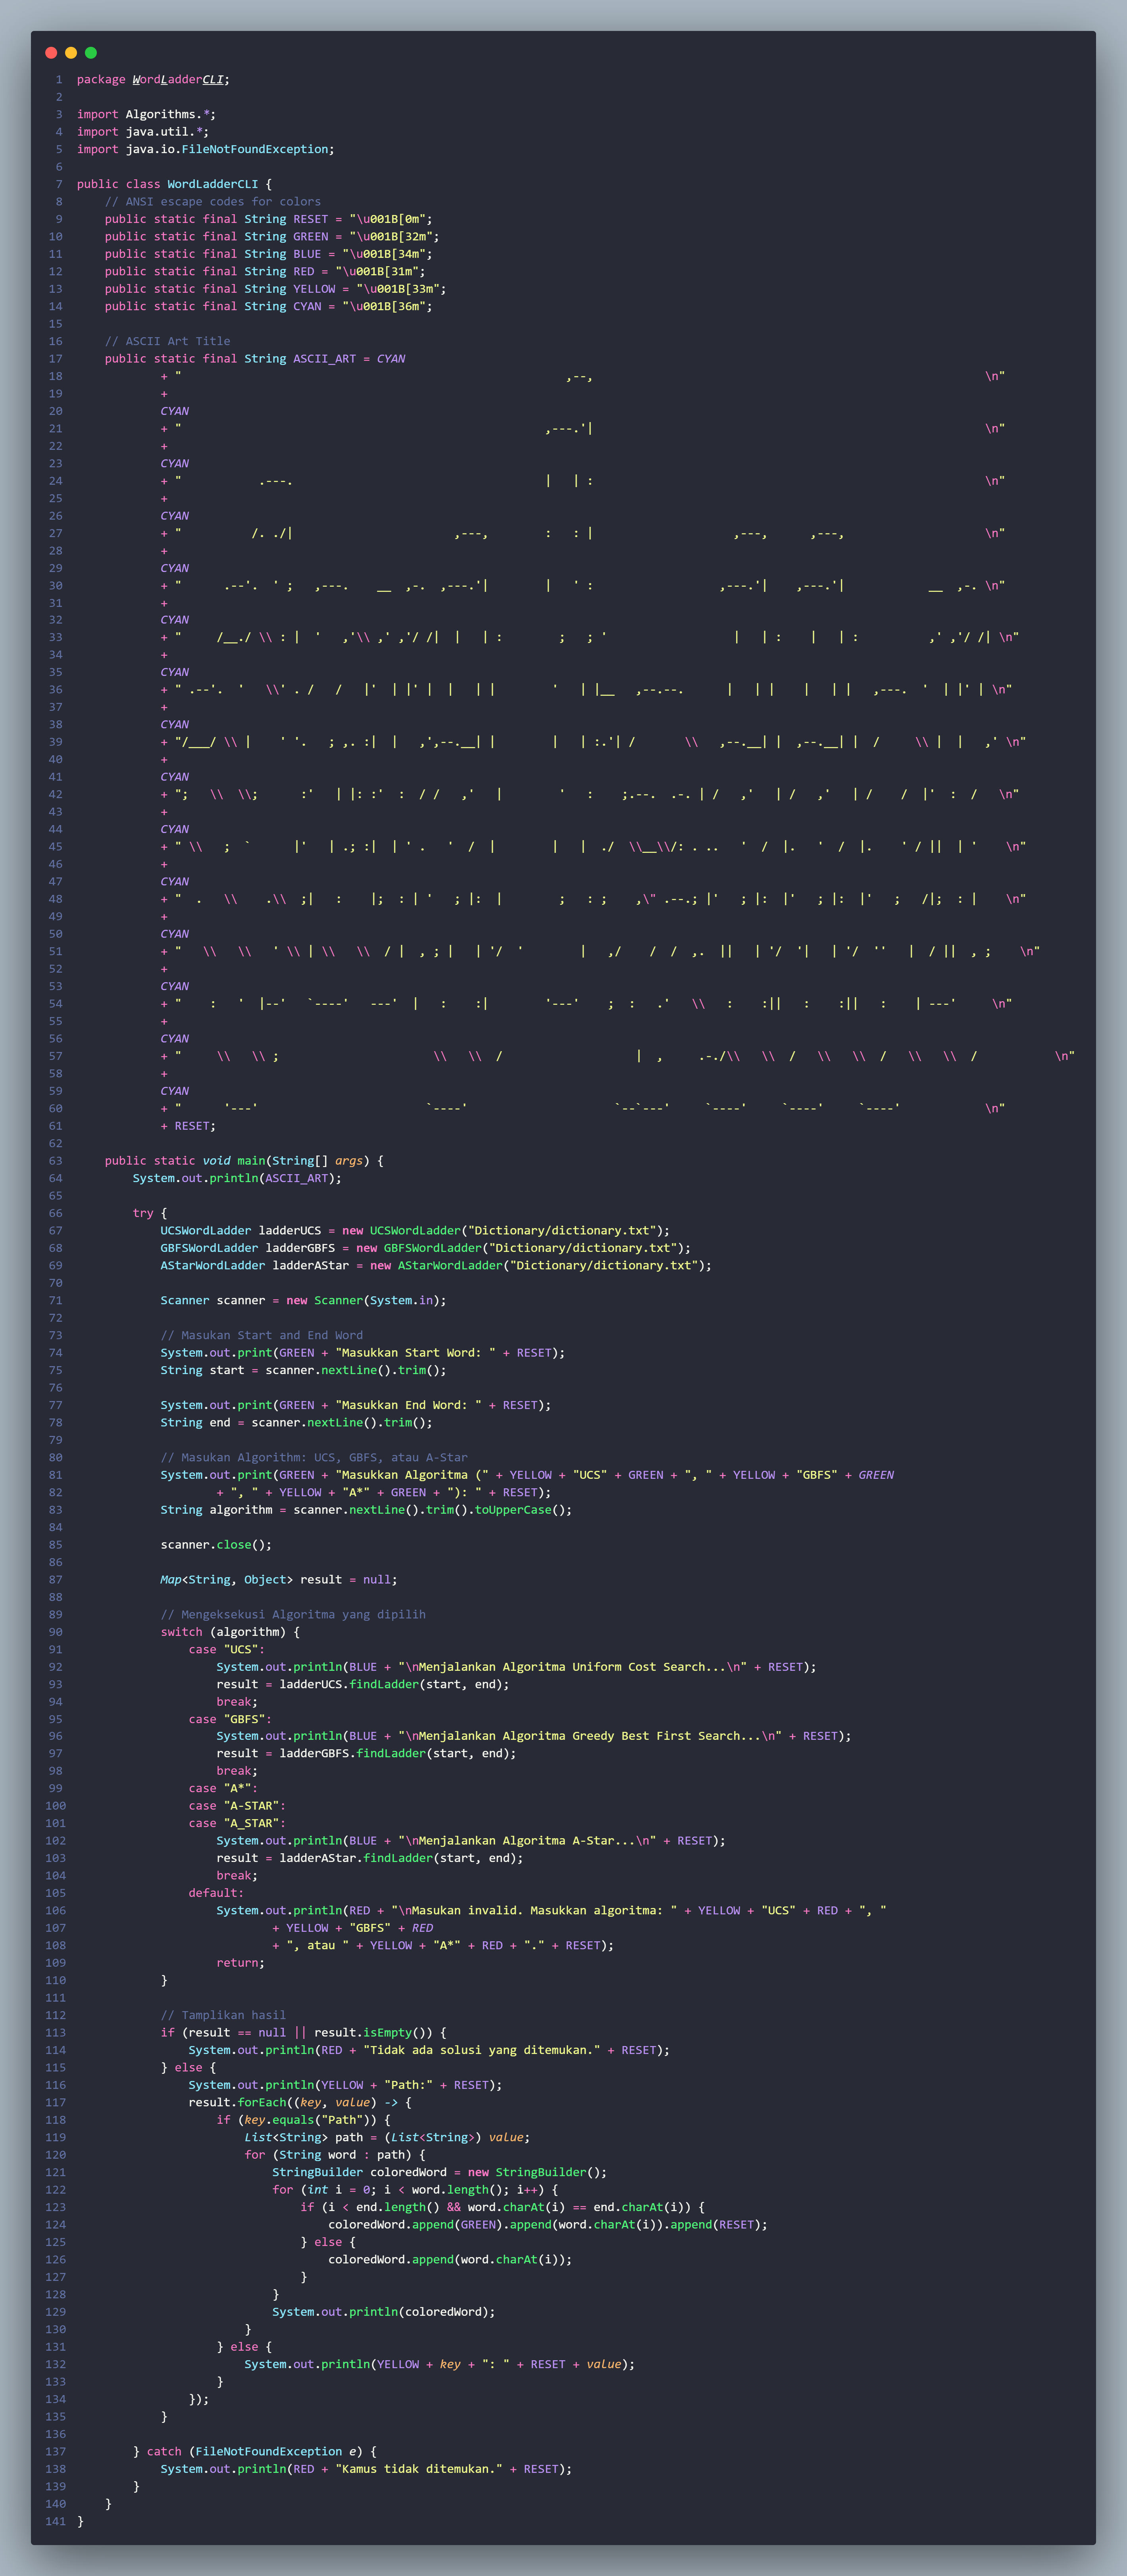 1 package WordLadderCLI;
2
3 import Algorithms.*;
4 import java.util.*;
5 import java.io.FileNotFoundException;
6
7 public class WordLadderCLI {
8     // ANSI escape codes for colors
9     public static final String RESET = "\u001B[0m";
10     public static final String GREEN = "\u001B[32m";
11     public static final String BLUE = "\u001B[34m";
12     public static final String RED = "\u001B[31m";
13     public static final String YELLOW = "\u001B[33m";
14     public static final String CYAN = "\u001B[36m";
15
16     // ASCII Art Title
17     public static final String ASCII_ART = CYAN
18             + "                                                       ,--,                                                        \n"
19             +
20             CYAN
21             + "                                                    ,---.'|                                                        \n"
22             +
23             CYAN
24             + "           .---.                                    |   | :                                                        \n"
25             +
26             CYAN
27             + "          /. ./|                       ,---,        :   : |                    ,---,      ,---,                    \n"
28             +
29             CYAN
30             + "      .--'.  ' ;   ,---.    __  ,-.  ,---.'|        |   ' :                  ,---.'|    ,---.'|            __  ,-. \n"
31             +
32             CYAN
33             + "     /__./ \\ : |  '   ,'\\ ,' ,'/ /|  |   | :        ;   ; '                  |   | :    |   | :          ,' ,'/ /| \n"
34             +
35             CYAN
36             + " .--'.  '   \\' . /   /   |'  | |' |  |   | |        '   | |__   ,--.--.      |   | |    |   | |   ,---.  '  | |' | \n"
37             +
38             CYAN
39             + "/___/ \\ |    ' '.   ; ,. :|  |   ,',--.__| |        |   | :.'| /       \\   ,--.__| |  ,--.__| |  /     \\ |  |   ,' \n"
40             +
41             CYAN
42             + ";   \\  \\;      :'   | |: :'  :  / /   ,'   |        '   :    ;.--.  .-. | /   ,'   | /   ,'   | /    /  |'  :  /   \n"
43             +
44             CYAN
45             + " \\   ;  `      |'   | .; :|  | ' .   '  /  |        |   |  ./  \\__\\/: . ..   '  /  |.   '  /  |.    ' / ||  | '    \n"
46             +
47             CYAN
48             + "  .   \\    .\\  ;|   :    |;  : | '   ; |:  |        ;   : ;    ,\" .--.; |'   ; |:  |'   ; |:  |'   ;   /|;  : |    \n"
49             +
50             CYAN
51             + "   \\   \\   ' \\ | \\   \\  / |  , ; |   | '/  '        |   ,/    /  /  ,.  ||   | '/  '|   | '/  ''   |  / ||  , ;    \n"
52             +
53             CYAN
54             + "    :   '  |--'   `----'   ---'  |   :    :|        '---'    ;  :   .'   \\   :    :||   :    :||   :    | ---'     \n"
55             +
56             CYAN
57             + "     \\   \\ ;                      \\   \\  /                   |  ,     .-./\\   \\  /   \\   \\  /   \\   \\  /           \n"
58             +
59             CYAN
60             + "      '---'                        `----'                     `--`---'     `----'     `----'     `----'            \n"
61             + RESET;
62
63     public static void main(String[] args) {
64         System.out.println(ASCII_ART);
65
66         try {
67             UCSWordLadder ladderUCS = new UCSWordLadder("Dictionary/dictionary.txt");
68             GBFSWordLadder ladderGBFS = new GBFSWordLadder("Dictionary/dictionary.txt");
69             AStarWordLadder ladderAStar = new AStarWordLadder("Dictionary/dictionary.txt");
70
71             Scanner scanner = new Scanner(System.in);
72
73             // Masukan Start and End Word
74             System.out.print(GREEN + "Masukkan Start Word: " + RESET);
75             String start = scanner.nextLine().trim();
76
77             System.out.print(GREEN + "Masukkan End Word: " + RESET);
78             String end = scanner.nextLine().trim();
79
80             // Masukan Algorithm: UCS, GBFS, atau A-Star
81             System.out.print(GREEN + "Masukkan Algoritma (" + YELLOW + "UCS" + GREEN + ", " + YELLOW + "GBFS" + GREEN
82                     + ", " + YELLOW + "A*" + GREEN + "): " + RESET);
83             String algorithm = scanner.nextLine().trim().toUpperCase();
84
85             scanner.close();
86
87             Map<String, Object> result = null;
88
89             // Mengeksekusi Algoritma yang dipilih
90             switch (algorithm) {
91                 case "UCS":
92                     System.out.println(BLUE + "\nMenjalankan Algoritma Uniform Cost Search...\n" + RESET);
93                     result = ladderUCS.findLadder(start, end);
94                     break;
95                 case "GBFS":
96                     System.out.println(BLUE + "\nMenjalankan Algoritma Greedy Best First Search...\n" + RESET);
97                     result = ladderGBFS.findLadder(start, end);
98                     break;
99                 case "A*":
100                 case "A-STAR":
101                 case "A_STAR":
102                     System.out.println(BLUE + "\nMenjalankan Algoritma A-Star...\n" + RESET);
103                     result = ladderAStar.findLadder(start, end);
104                     break;
105                 default:
106                     System.out.println(RED + "\nMasukan invalid. Masukkan algoritma: " + YELLOW + "UCS" + RED + ", "
107                             + YELLOW + "GBFS" + RED
108                             + ", atau " + YELLOW + "A*" + RED + "." + RESET);
109                     return;
110             }
111
112             // Tamplikan hasil
113             if (result == null || result.isEmpty()) {
114                 System.out.println(RED + "Tidak ada solusi yang ditemukan." + RESET);
115             } else {
116                 System.out.println(YELLOW + "Path:" + RESET);
117                 result.forEach((key, value) -> {
118                     if (key.equals("Path")) {
119                         List<String> path = (List<String>) value;
120                         for (String word : path) {
121                             StringBuilder coloredWord = new StringBuilder();
122                             for (int i = 0; i < word.length(); i++) {
123                                 if (i < end.length() && word.charAt(i) == end.charAt(i)) {
124                                     coloredWord.append(GREEN).append(word.charAt(i)).append(RESET);
125                                 } else {
126                                     coloredWord.append(word.charAt(i));
127                                 }
128                             }
129                             System.out.println(coloredWord);
130                         }
131                     } else {
132                         System.out.println(YELLOW + key + ": " + RESET + value);
133                     }
134                 });
135             }
136
137         } catch (FileNotFoundException e) {
138             System.out.println(RED + "Kamus tidak ditemukan." + RESET);
139         }
140     }
141 }